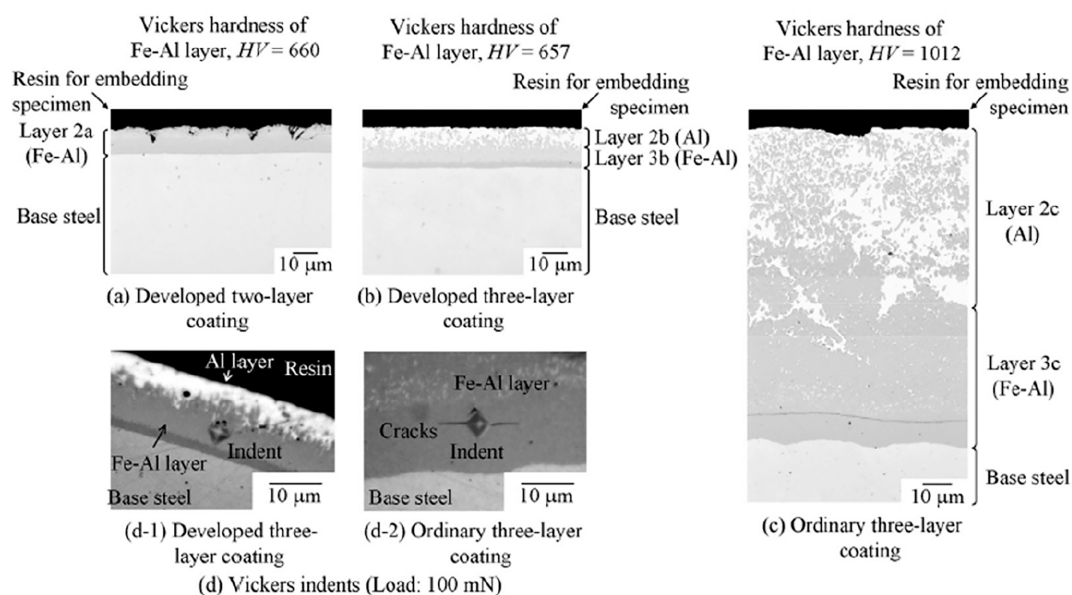 Vickers hardness of
Fe-Al layer, HV = 660
Resin for embedding
specimen
Layer 2a
(Fe-Al)
Base steel
10 μm
(a) Developed two-layer
coating
Vickers hardness of
Fe-Al layer, HV = 657
Resin for embedding
specimen
Layer 2b (Al)
Layer 3b (Fe-Al)
Base steel
10 μm
(b) Developed three-layer
coating
Vickers hardness of
Fe-Al layer, HV = 1012
Resin for embedding
specimen
Layer 2c
(Al)
Layer 3c
(Fe-Al)
Base steel
10 μm
(c) Ordinary three-layer
coating
Al layer
Resin
Indent
Fe-Al layer
Base steel
10 μm
(d-1) Developed three-
layer coating
Fe-Al layer
Cracks
Indent
Base steel
10 μm
(d-2) Ordinary three-layer
coating
(d) Vickers indents (Load: 100 mN)